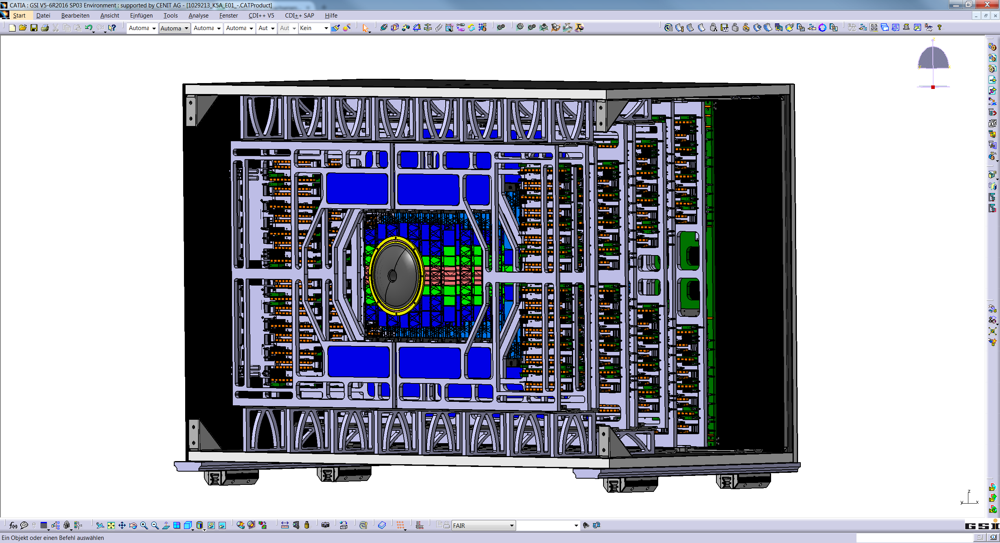 CATIA : GSI V5-6R2016 SP03 Environment : supported by CENIT AG - [1029213_K5A_E01_-.CATProduct]
Start Datei Bearbeiten Ansicht Einfügen Tools Analyse Fenster CDI++ V5 CDI++ SAP Hilfe
Automa Automa Automa Automa Aut Aut Kein
z
z
y x
FAIR
GSI
Ein Objekt oder einen Befehl auswählen